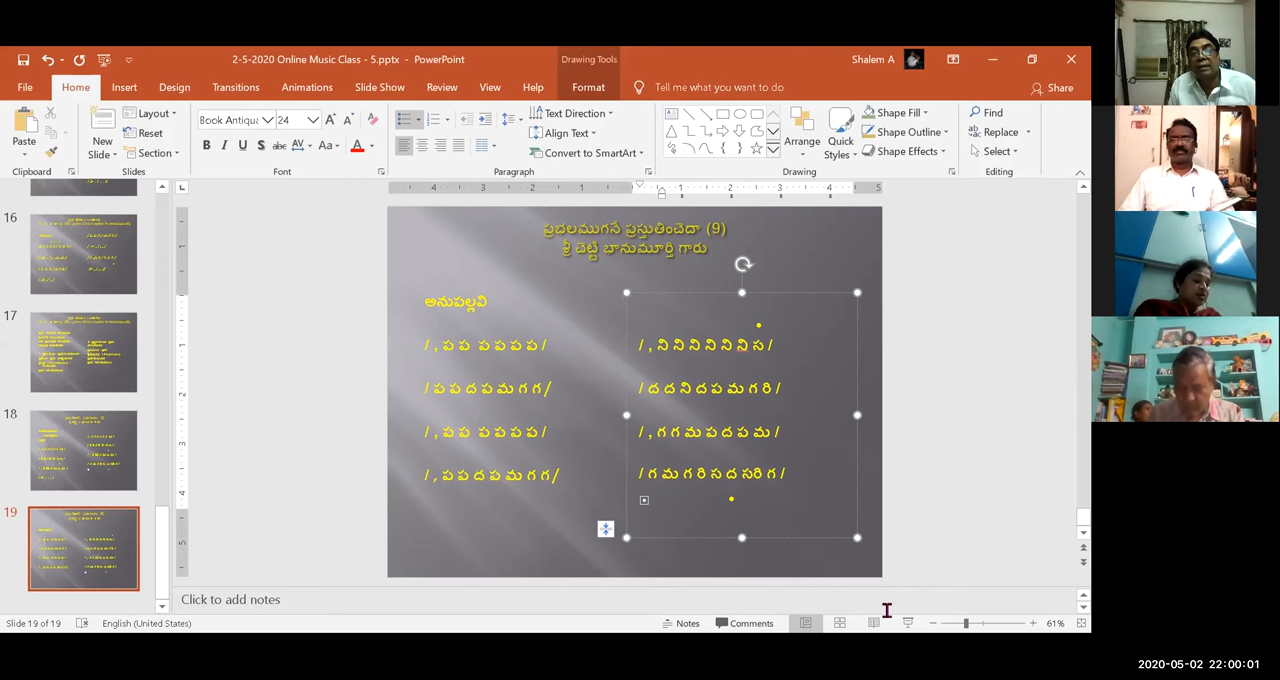 2-5-2020 Online Music Class - 5.pptx - PowerPoint
Drawing Tools
Shalem A
File Home Insert Design Transitions Animations Slide Show Review View Help Format Tell me what you want to do Share
Paste
New Slide
Layout
Reset
Section
Book Antiqua 24
B I U S abc AV Aa A
Text Direction
Align Text
Convert to SmartArt
Arrange
Quick Styles
Shape Fill
Shape Outline
Shape Effects
Find
Replace
Select
Clipboard Slides Font Paragraph Drawing Editing
16
17
18
19
ప్రబలముగనే ప్రస్తుతించెదా (9)
శ్రీ చెట్టి భానుమూర్తి గారు
అనుపల్లవి
/ , ప ప ప ప ప ప /
/ ప ప ద ప మ గ గ /
/ , ప ప ప ప ప ప /
/ , ప ప ద ప మ గ గ /
/ , ని ని ని ని ని ని ని స /
/ ద ద ని ద ప మ గ రి /
/ , గ గ మ ప ద ప మ /
/ గ మ గ రి స ద స రి గ /
Click to add notes
Slide 19 of 19 English (United States) Notes Comments 61%
2020-05-02 22:00:01